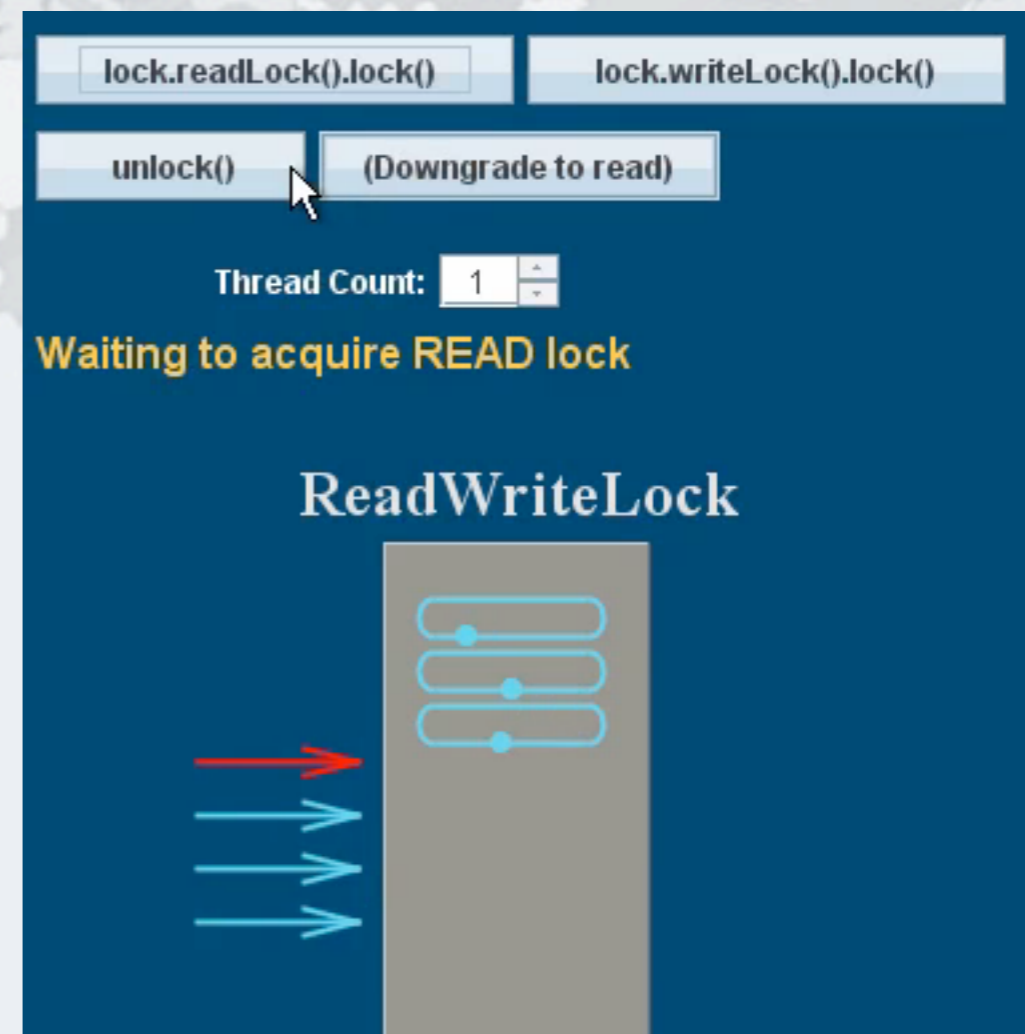 lock.readLock().lock() lock.writeLock().lock()
unlock() (Downgrade to read)
Thread Count: 1
Waiting to acquire READ lock
ReadWriteLock